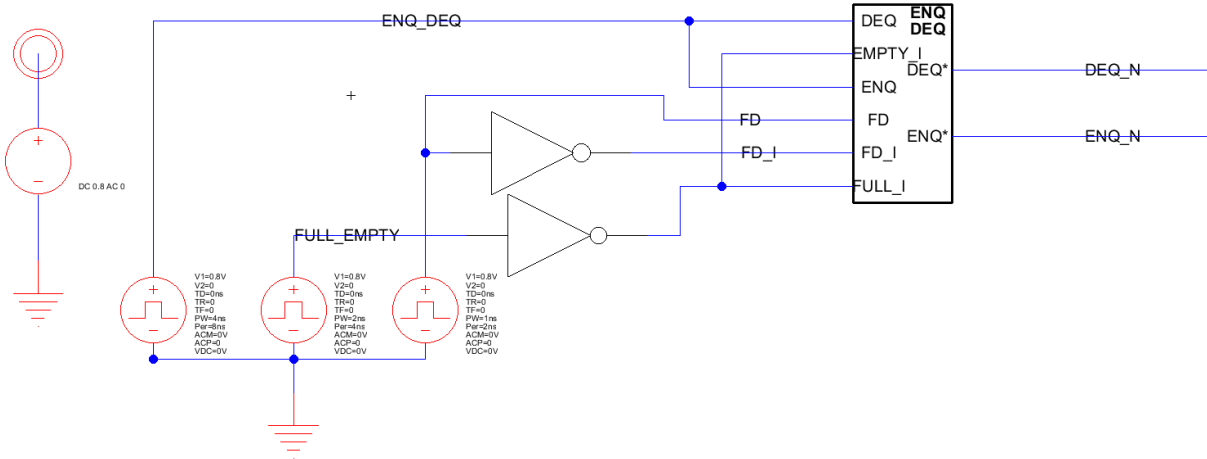 ENQ_DEQ
DEQ
ENQ
DEQ
EMPTY_I
DEQ*
DEQ_N
ENQ
FD
FD
ENQ*
ENQ_N
FD_I
FD_I
DC 0.8 AC 0
FULL_I
FULL_EMPTY
V1=0.8V
V2=0
TD=0ns
TR=0
TF=0
PW=4ns
Per=8ns
ACM=0V
ACP=0
VDC=0V
V1=0.8V
V2=0
TD=0ns
TR=0
TF=0
PW=2ns
Per=4ns
ACM=0V
ACP=0
VDC=0V
V1=0.8V
V2=0
TD=0ns
TR=0
TF=0
PW=1ns
Per=2ns
ACM=0V
ACP=0
VDC=0V